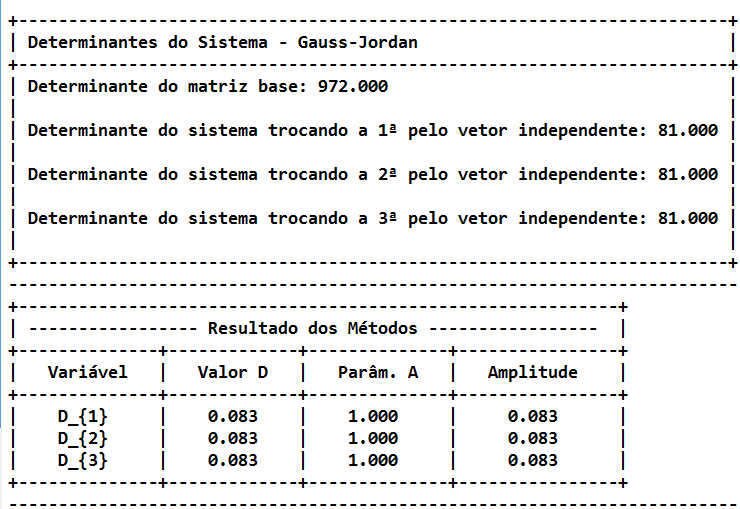 +-----------------------------------------------------------------------+
| Determinantes do Sistema - Gauss-Jordan |
+-----------------------------------------------------------------------+
| Determinante do matriz base: 972.000 |
| |
| Determinante do sistema trocando a 1ª pelo vetor independente: 81.000 |
| |
| Determinante do sistema trocando a 2ª pelo vetor independente: 81.000 |
| |
| Determinante do sistema trocando a 3ª pelo vetor independente: 81.000 |
| |
+-----------------------------------------------------------------------+
-------------------------------------------------------------------------
+------------------------------------------------------------+
| ----------------- Resultado dos Métodos ----------------- |
+--------------+-------------+--------------+----------------+
| Variável | Valor D | Parâm. A | Amplitude |
+--------------+-------------+--------------+----------------+
| D_{1} | 0.083 | 1.000 | 0.083 |
| D_{2} | 0.083 | 1.000 | 0.083 |
| D_{3} | 0.083 | 1.000 | 0.083 |
+--------------+-------------+--------------+----------------+
-------------------------------------------------------------------------